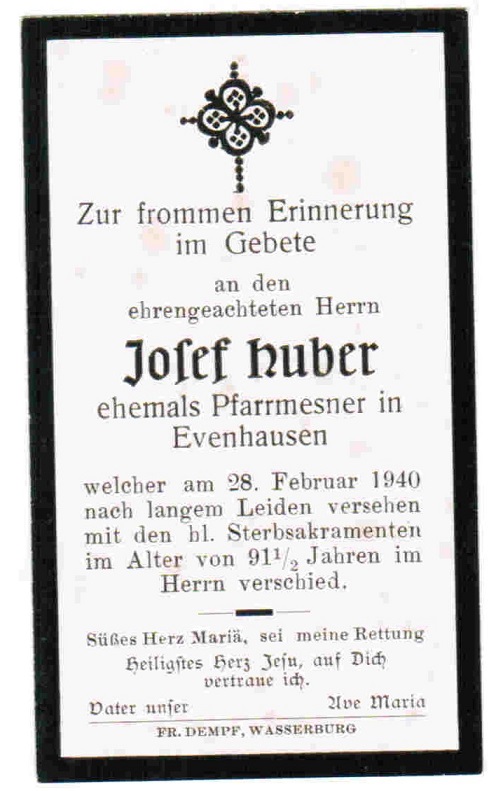 Zur frommen Erinnerung
im Gebete
an den
ehrengeachteten Herrn
Josef Huber
ehemals Pfarrmesner in
Evenhausen
welcher am 28. Februar 1940
nach langem Leiden versehen
mit den hl. Sterbsakramenten
im Alter von 91 1/2 Jahren im
Herrn verschied.
Süßes Herz Mariä, sei meine Rettung
Heiligstes Herz Jesu, auf Dich
vertraue ich.
Vater unser Ave Maria
FR. DEMPF, WASSERBURG